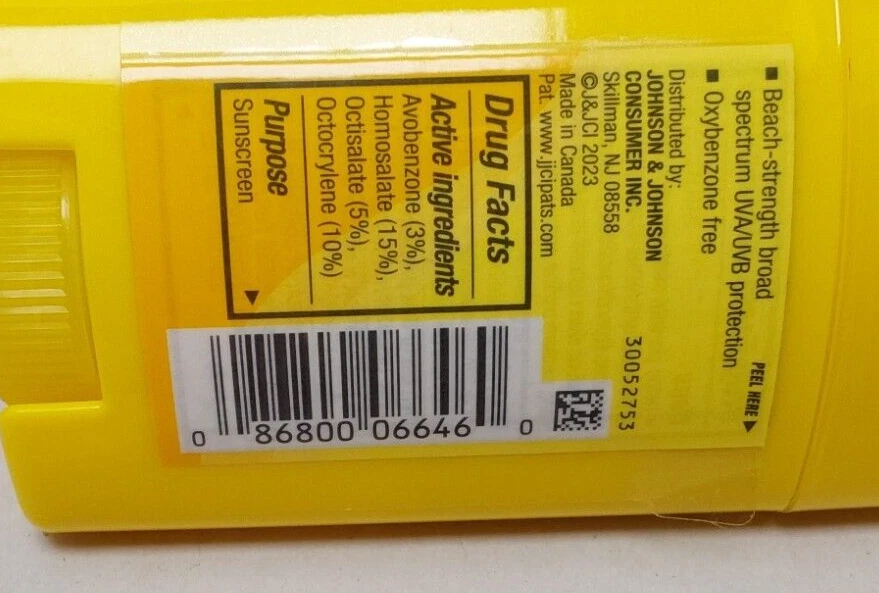 ■ Beach-strength broad
spectrum UVA/UVB protection
■ Oxybenzone free
PEEL HERE ▶
Distributed by:
JOHNSON & JOHNSON
CONSUMER INC.
Skillman, NJ 08558
©J&JCI 2023
Made in Canada
Pat. www.jjcipats.com
30052753
Drug Facts
Active ingredients
Avobenzone (3%),
Homosalate (15%),
Octisalate (5%),
Octocrylene (10%)
Purpose
Sunscreen ▶
0 86800 06646 0